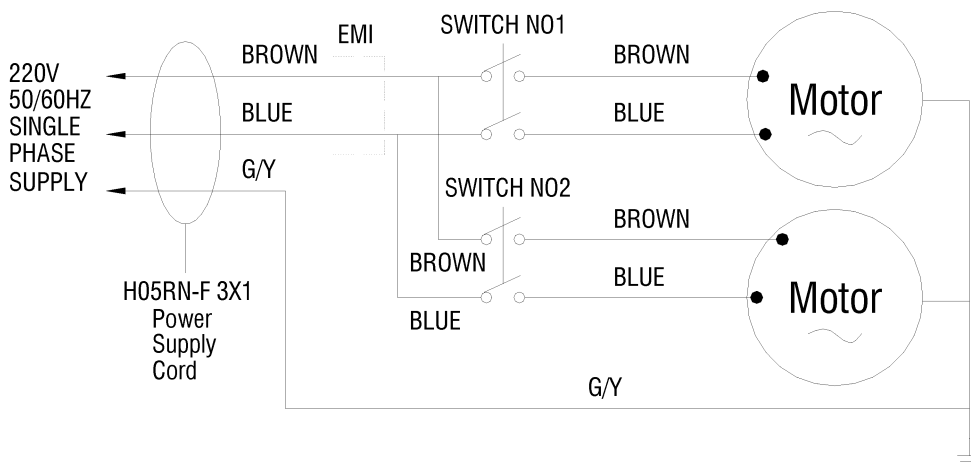 220V
50/60HZ
SINGLE
PHASE
SUPPLY
BROWN
BLUE
G/Y
H05RN-F 3X1
Power
Supply
Cord
EMI
SWITCH NO1
BROWN
BLUE
Motor
SWITCH NO2
BROWN
BLUE
BROWN
BLUE
Motor
G/Y